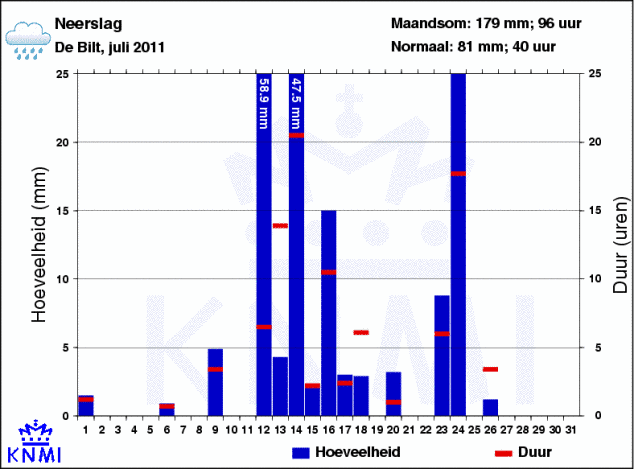 Neerslag
De Bilt, juli 2011
Maandsom: 179 mm; 96 uur
Normaal: 81 mm; 40 uur
Hoeveelheid (mm)
25
20
15
10
5
0
58.9 mm
47.5 mm
KNMI
25
20
15
10
5
0
Duur (uren)
1 2 3 4 5 6 7 8 9 10 11 12 13 14 15 16 17 18 19 20 21 22 23 24 25 26 27 28 29 30 31
KNMI
Hoeveelheid
Duur